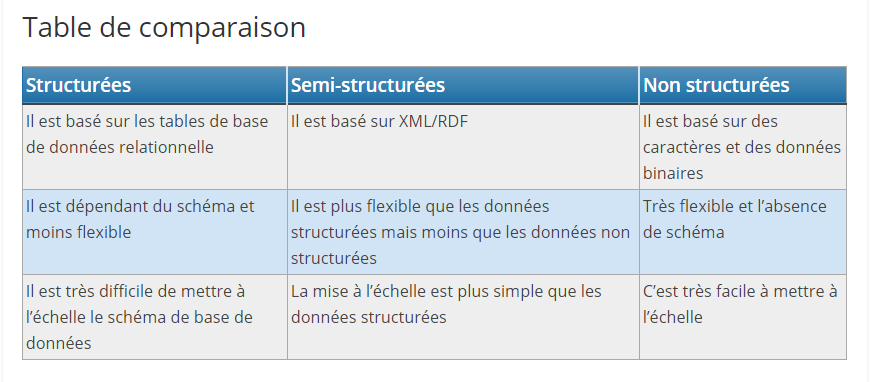 Table de comparaison
Structurées
Semi-structurées
Non structurées
Il est basé sur les tables de base
de données relationnelle
Il est basé sur XML/RDF
Il est basé sur des
caractères et des données
binaires
Il est dépendant du schéma et
moins flexible
Il est plus flexible que les données
structurées mais moins que les données non
structurées
Très flexible et l’absence
de schéma
Il est très difficile de mettre à
l’échelle le schéma de base de
données
La mise à l’échelle est plus simple que les
données structurées
C’est très facile à mettre à
l’échelle